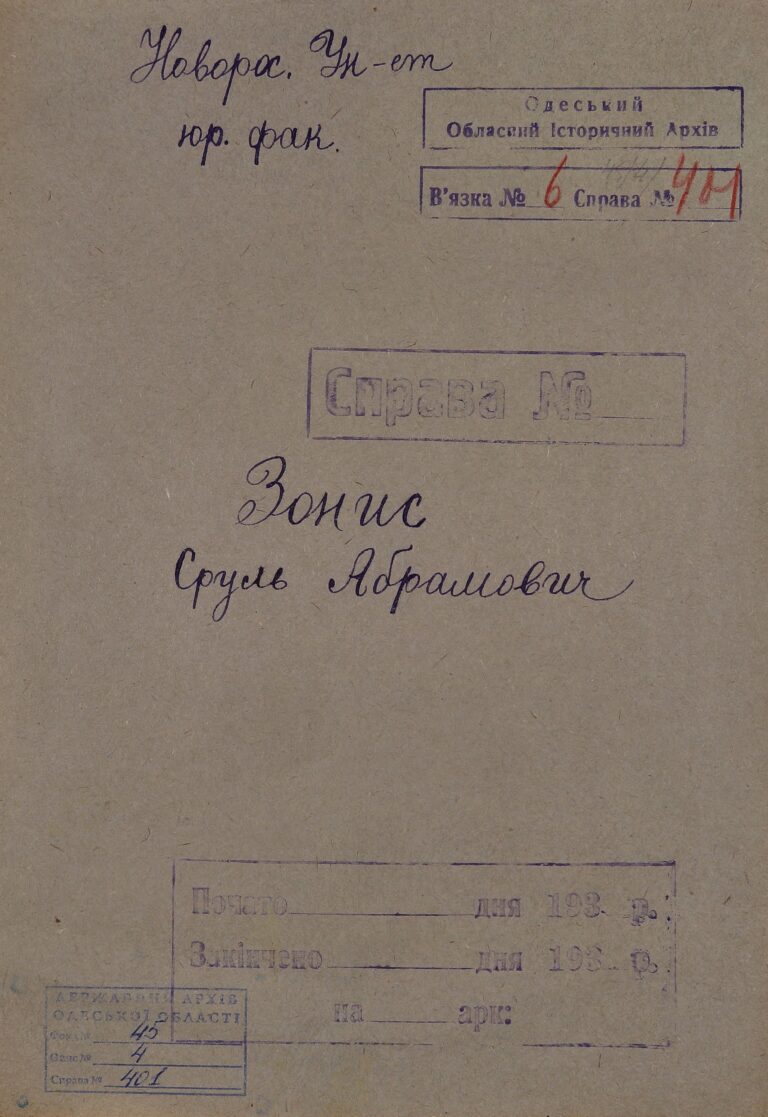 Новорос. Ун-ет
юр. фак.
Одеський
Обласний Історичний Архів
В'язка № 6 Справа № 401
Справа №
Зонис
Сруль Абрамович
Почато дня 193 р.
Закінчено дня 193 р.
на арк:
ДЕРЖАВНИЙ АРХІВ
ОДЕСЬКОЇ ОБЛАСТІ
Фонд № 45
Опис № 4
Справа № 401